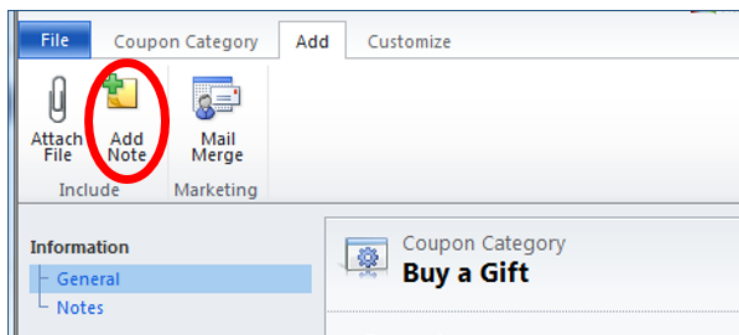 File Coupon Category Add Customize
Attach File Add Note Mail Merge
Include Marketing
Information
General
Notes
Coupon Category
Buy a Gift